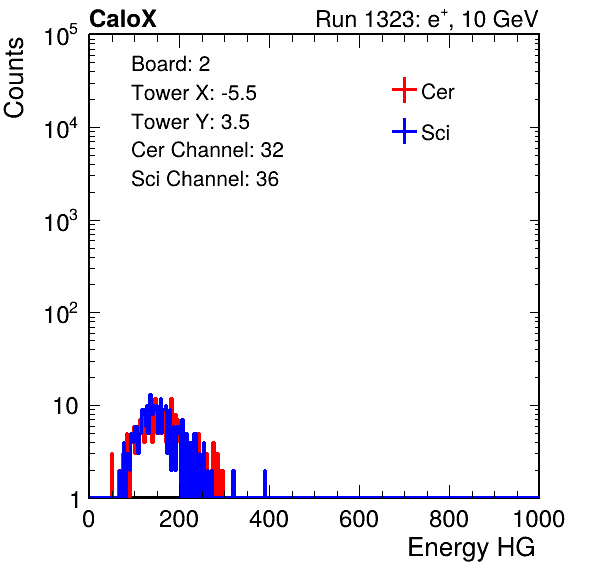 CaloX Run 1323: e⁺, 10 GeV
Counts
10⁵
10⁴
10³
10²
10
1
Board: 2
Tower X: -5.5
Tower Y: 3.5
Cer Channel: 32
Sci Channel: 36
Cer
Sci
0 200 400 600 800 1000
Energy HG